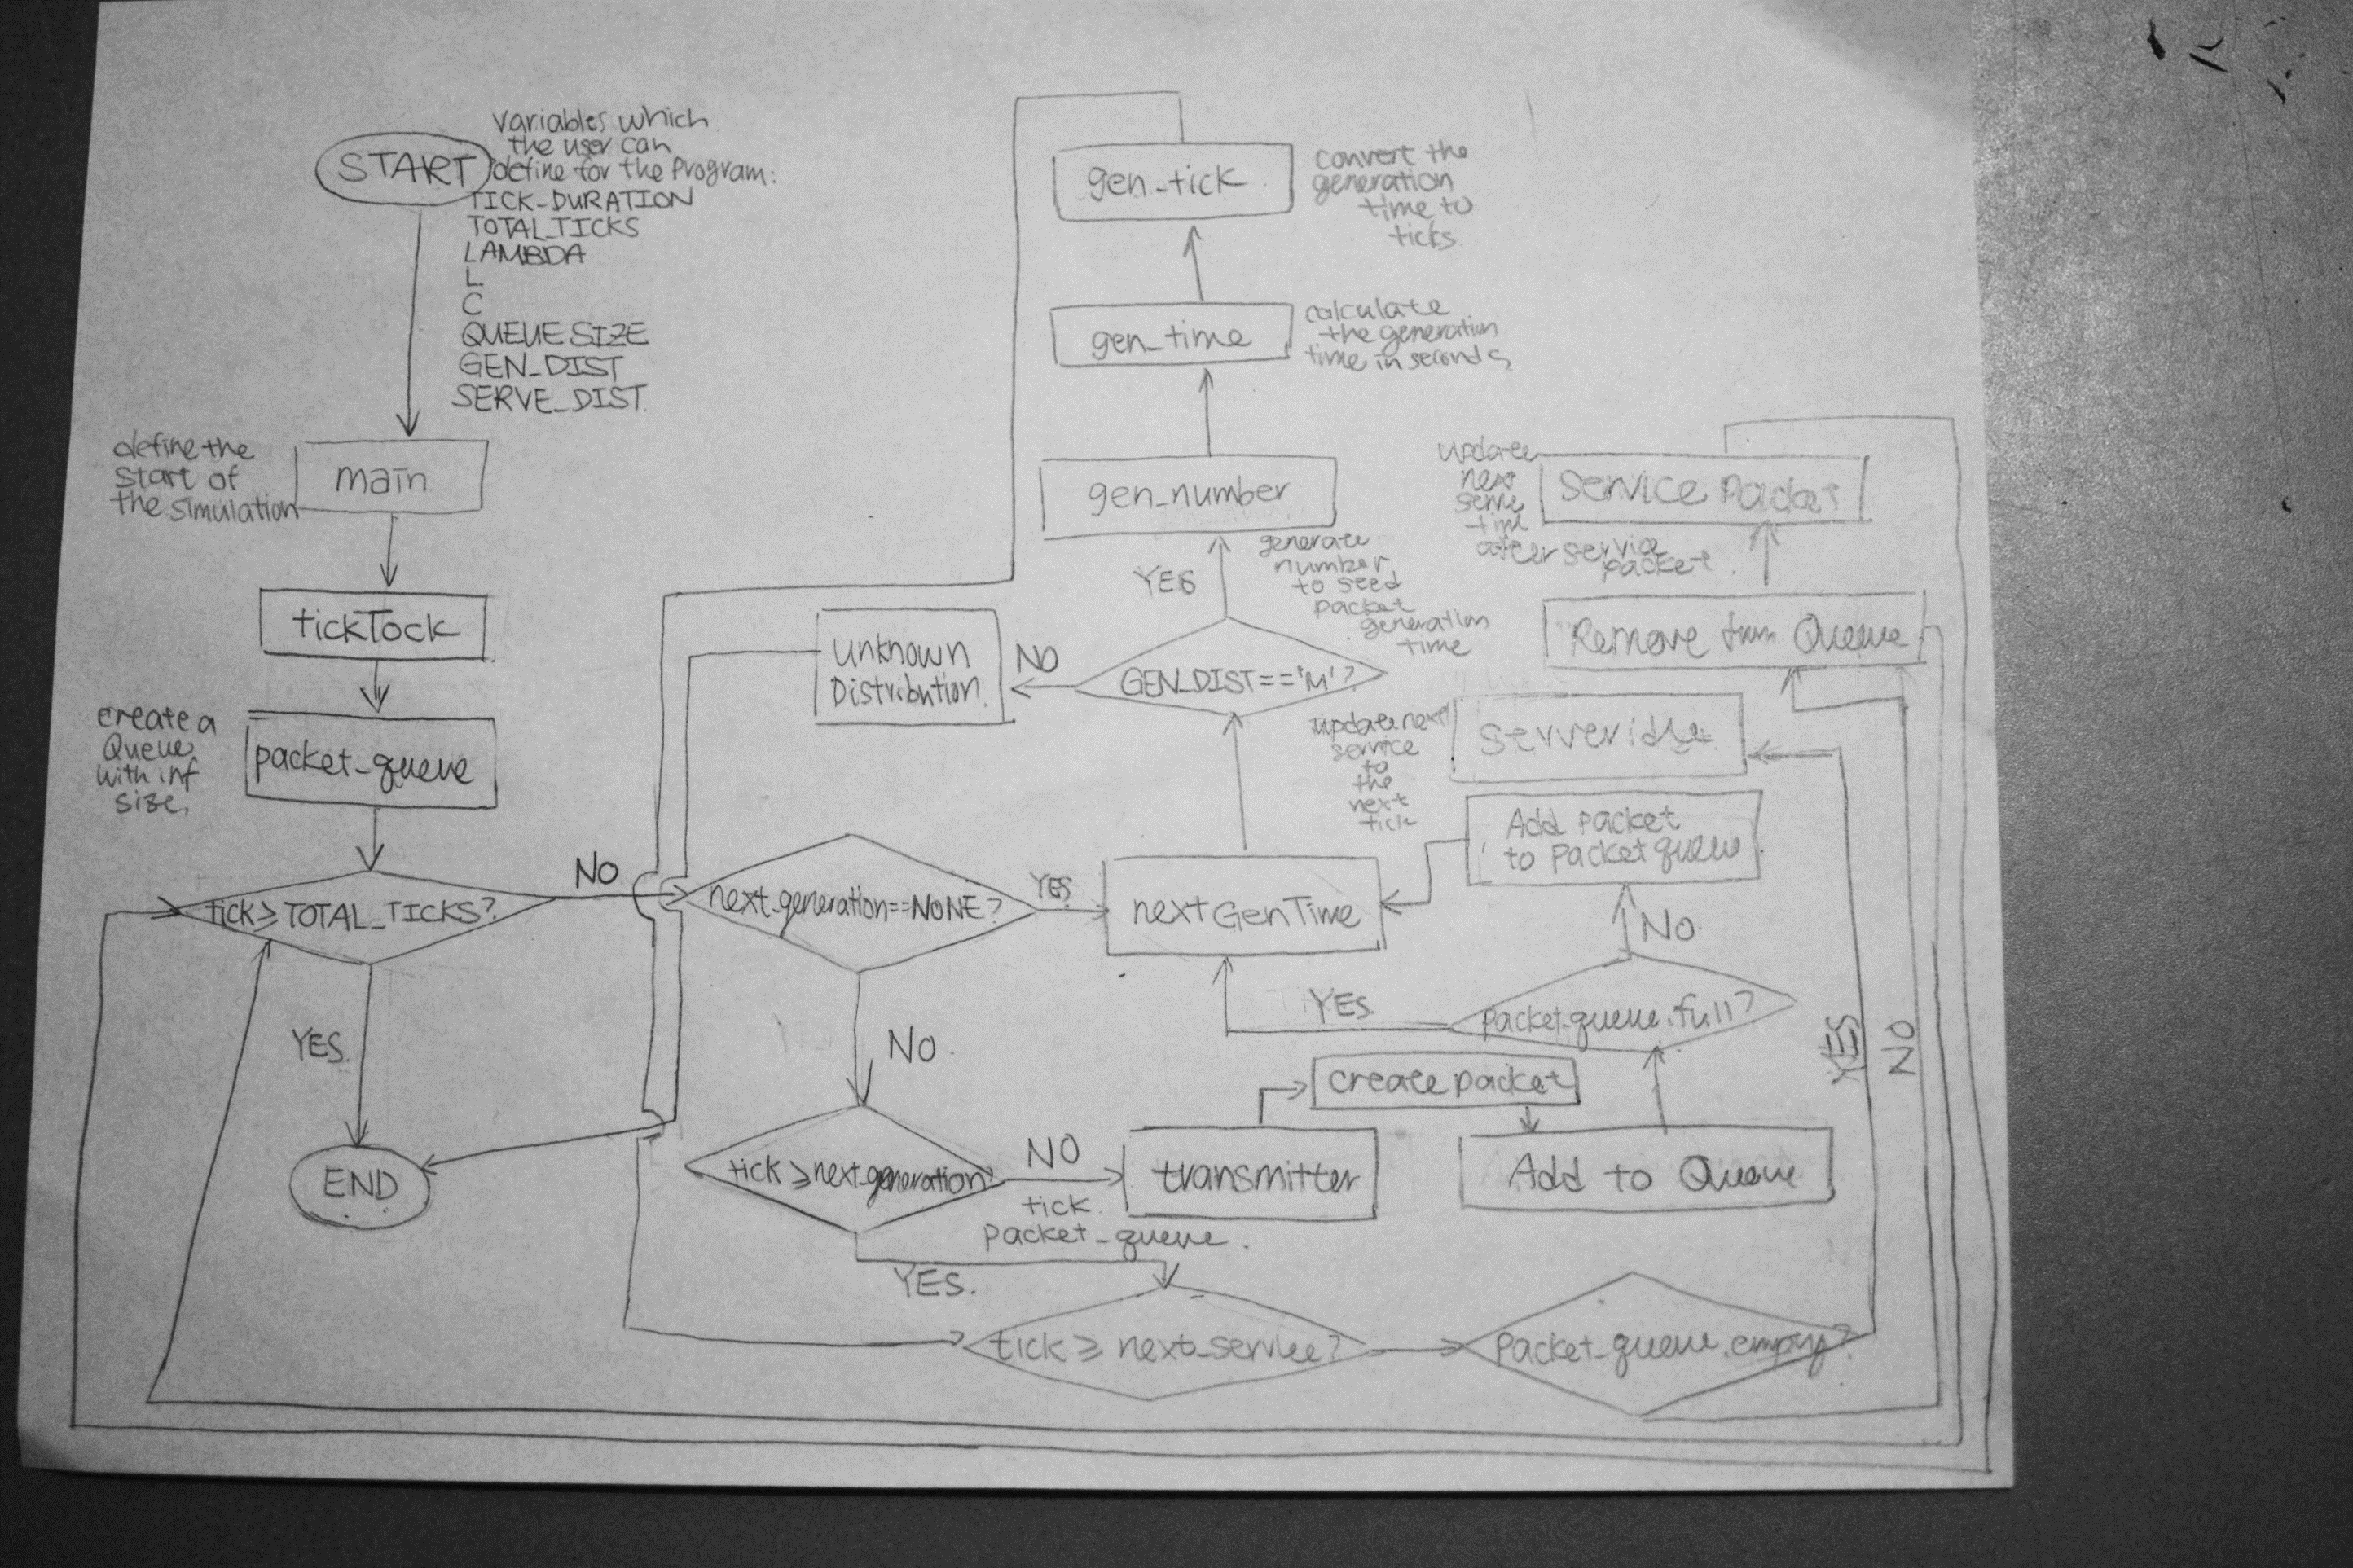 START
variables which
the user can
define for the Program:
TICK-DURATION
TOTAL_TICKS
LAMBDA
L
C
QUEUESIZE
GEN_DIST
SERVE_DIST
define the
start of
the simulation
main
tickTock
create a
Queue
with inf
size
packet_queue
tick≥TOTAL_TICKS?
NO
YES.
END
next_generation==NONE?
YES
NO
tick≥next_generation?
NO
tick
packet_queue
YES.
transmitter
create packet
Add to Queue
packet_queue.full?
YES
NO
Add packet
to packet queue
nextGenTime
GEN_DIST=='M'?
NO
unknown
Distribution
YES
gen_number
generate
number
to seed
packet
generation
time
gen_time
calculate
the generation
time in seconds
gen_tick
convert the
generation
time to
ticks
tick ≥ next_service?
packet_queue.empty?
YES
NO
server idle
update next
service
to
the
next
tick
Remove from Queue
service packet
update
next
serve
time
after service
packet.